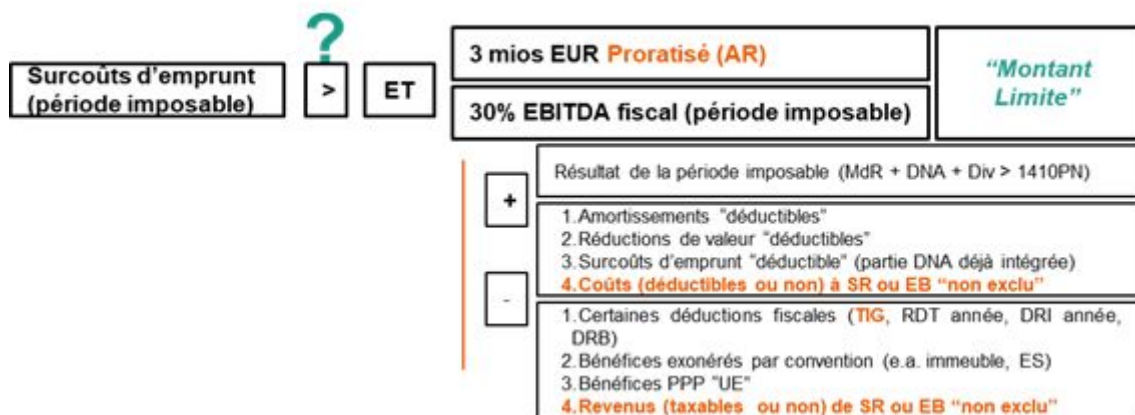 ?
Surcoûts d'emprunt
(période imposable)
>
ET
3 mios EUR Proratisé (AR)
30% EBITDA fiscal (période imposable)
"Montant
Limite"
+
Résultat de la période imposable (MdR + DNA + Div > 1410PN)
1.Amortissements "déductibles"
2.Réductions de valeur "déductibles"
3.Surcoûts d'emprunt "déductible" (partie DNA déjà intégrée)
4.Coûts (déductibles ou non) à SR ou EB "non exclu"
-
1.Certaines déductions fiscales (TIG, RDT année, DRI année,
DRB)
2.Bénéfices exonérés par convention (e.a. immeuble, ES)
3.Bénéfices PPP "UE"
4.Revenus (taxables ou non) de SR ou EB "non exclu"